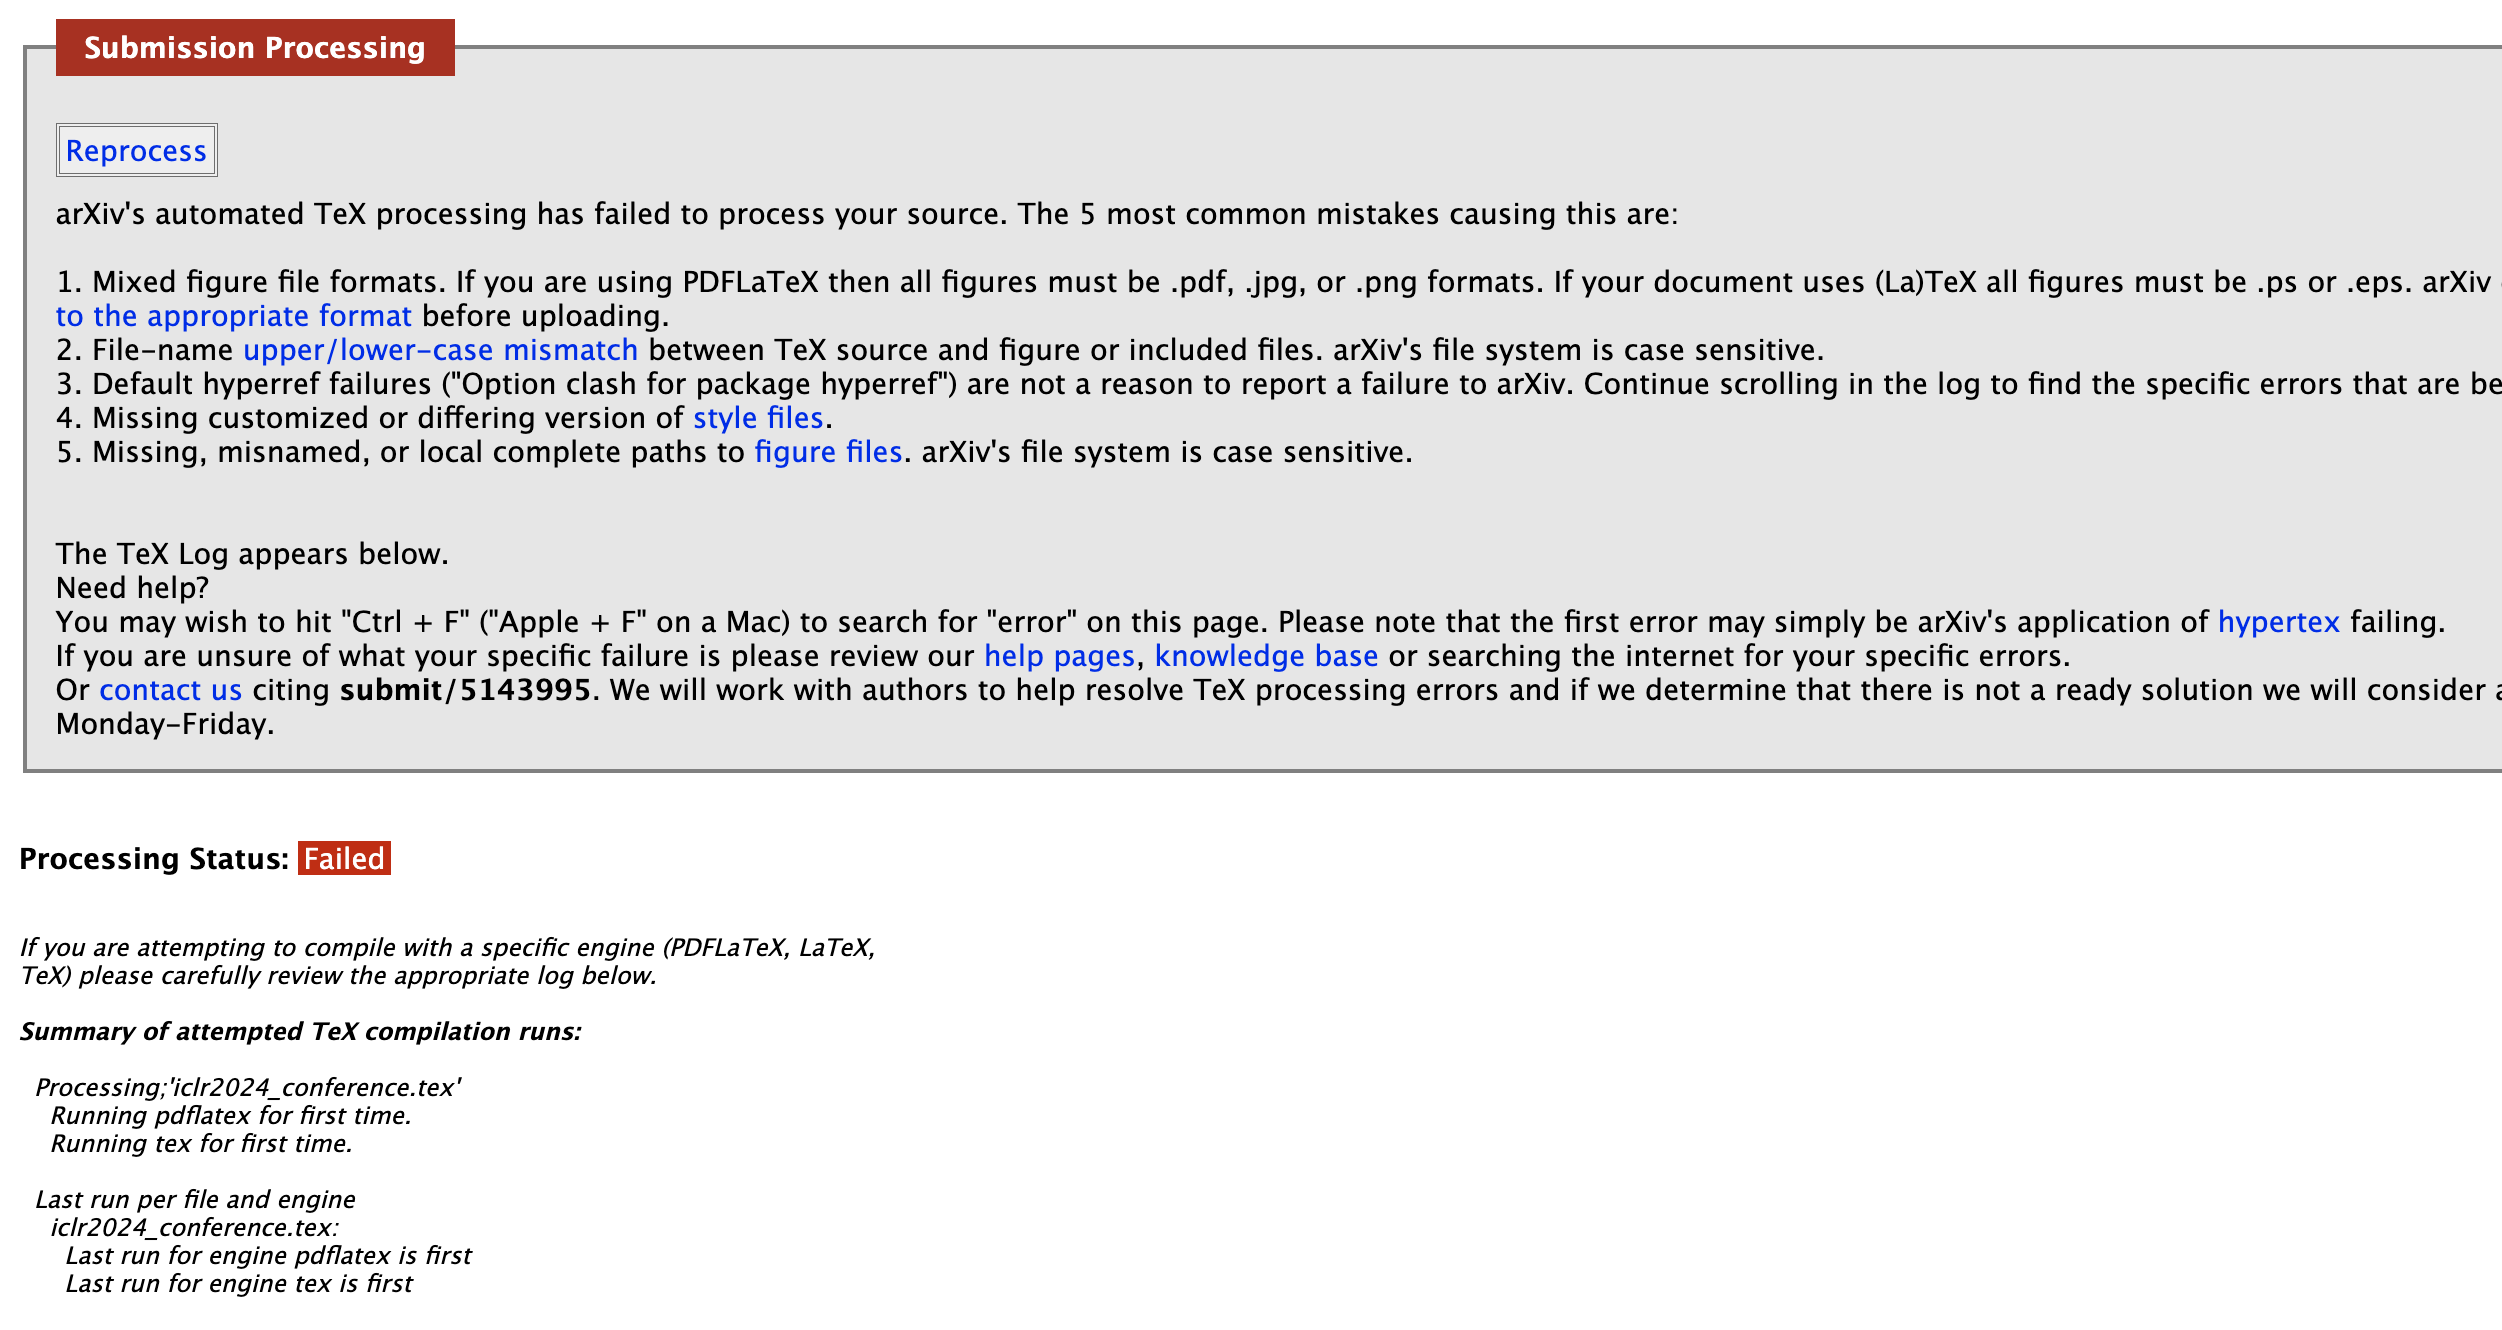 Submission Processing
Reprocess
arXiv's automated TeX processing has failed to process your source. The 5 most common mistakes causing this are:
1. Mixed figure file formats. If you are using PDFLaTeX then all figures must be .pdf, .jpg, or .png formats. If your document uses (La)TeX all figures must be .ps or .eps. arXiv
to the appropriate format before uploading.
2. File-name upper/lower-case mismatch between TeX source and figure or included files. arXiv's file system is case sensitive.
3. Default hyperref failures ("Option clash for package hyperref") are not a reason to report a failure to arXiv. Continue scrolling in the log to find the specific errors that are be
4. Missing customized or differing version of style files.
5. Missing, misnamed, or local complete paths to figure files. arXiv's file system is case sensitive.
The TeX Log appears below.
Need help?
You may wish to hit "Ctrl + F" ("Apple + F" on a Mac) to search for "error" on this page. Please note that the first error may simply be arXiv's application of hypertex failing.
If you are unsure of what your specific failure is please review our help pages, knowledge base or searching the internet for your specific errors.
Or contact us citing submit/5143995. We will work with authors to help resolve TeX processing errors and if we determine that there is not a ready solution we will consider
Monday-Friday.
Processing Status: Failed
If you are attempting to compile with a specific engine (PDFLaTeX, LaTeX,
TeX) please carefully review the appropriate log below.
Summary of attempted TeX compilation runs:
Processing;'iclr2024_conference.tex'
Running pdflatex for first time.
Running tex for first time.
Last run per file and engine
iclr2024_conference.tex:
Last run for engine pdflatex is first
Last run for engine tex is first